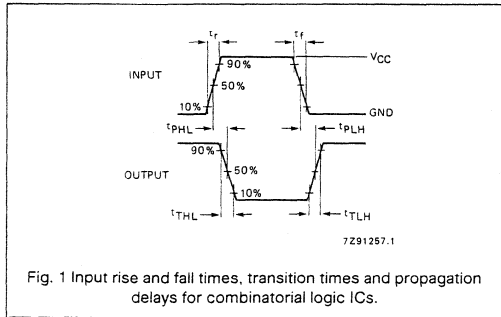 tr
tf
VCC
INPUT
90%
50%
10%
GND
tPHL
tPLH
90%
OUTPUT
50%
10%
tTHL
tTLH
7Z91257.1
Fig. 1 Input rise and fall times, transition times and propagation
delays for combinatorial logic ICs.